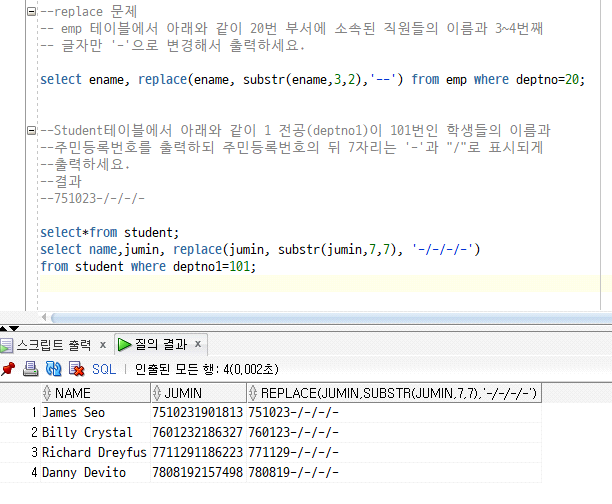 --replace 문제
-- emp 테이블에서 아래와 같이 20번 부서에 소속된 직원들의 이름과 3~4번째
-- 글자만 '-'으로 변경해서 출력하세요.
select ename, replace(ename, substr(ename,3,2),'--') from emp where deptno=20;
--Student테이블에서 아래와 같이 1 전공(deptno1)이 101번인 학생들의 이름과
--주민등록번호를 출력하되 주민등록번호의 뒤 7자리는 '-'과 "/"로 표시되게
--출력하세요.
--결과
--751023-/-/-/-
select*from student;
select name,jumin, replace(jumin, substr(jumin,7,7), '-/-/-/-')
from student where deptno1=101;
스크립트 출력 x 질의 결과 x
SQL | 인출된 모든 행: 4(0,002초)
NAME JUMIN REPLACE(JUMIN,SUBSTR(JUMIN,7,7),'-/-/-/-')
1 James Seo 7510231901813 751023-/-/-/-
2 Billy Crystal 7601232186327 760123-/-/-/-
3 Richard Dreyfus 7711291186223 771129-/-/-/-
4 Danny Devito 7808192157498 780819-/-/-/-